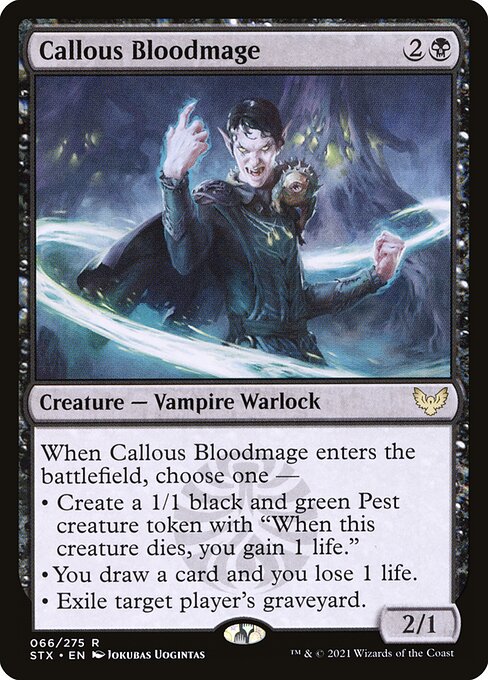 Callous Bloodmage 2
Creature — Vampire Warlock
When Callous Bloodmage enters the
battlefield, choose one —
• Create a 1/1 black and green Pest
creature token with “When this
creature dies, you gain 1 life.”
• You draw a card and you lose 1 life.
• Exile target player’s graveyard.
2/1
066/275 R
STX • EN Jokubas Uogintas
™ & © 2021 Wizards of the Coast